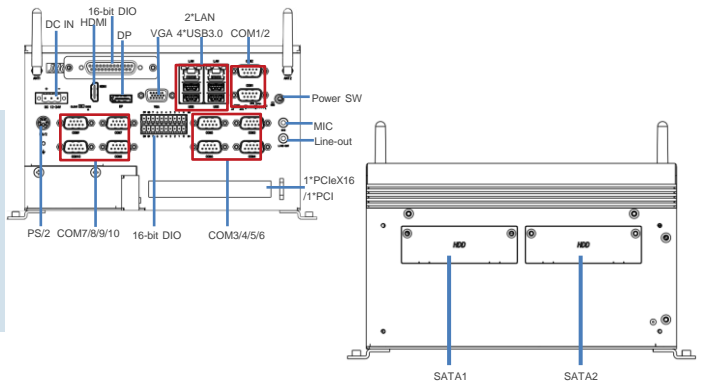 16-bit DIO
2*LAN
DC IN
HDMI
DP
VGA
4*USB3.0
COM1/2
Power SW
MIC
Line-out
1*PCIeX16
/1*PCI
PS/2
COM7/8/9/10
16-bit DIO
COM3/4/5/6
HDD
HDD
SATA1
SATA2